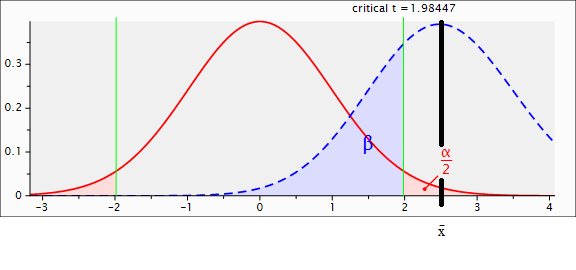 critical t = 1.98447
0.3
0.2
0.1
0
β
α
2
-3 -2 -1 0 1 2 3 4
x̄